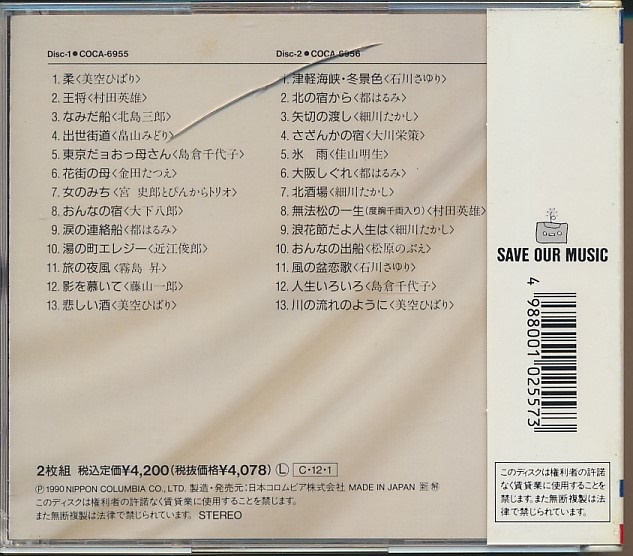 Disc-1●COCA-6955
1. 柔〈美空ひばり〉
2. 王将〈村田英雄〉
3. なみだ船〈北島三郎〉
4. 出世街道〈畠山みどり〉
5. 東京だョおっ母さん〈島倉千代子〉
6. 花街の母〈金田たつえ〉
7. 女のみち〈宮 史郎とぴんからトリオ〉
8. おんなの宿〈大下八郎〉
9. 涙の連絡船〈都はるみ〉
10. 湯の町エレジー〈近江俊郎〉
11. 旅の夜風〈霧島 昇〉
12. 影を慕いて〈藤山一郎〉
13. 悲しい酒〈美空ひばり〉
Disc-2●COCA-6956
1. 津軽海峡・冬景色〈石川さゆり〉
2. 北の宿から〈都はるみ〉
3. 矢切の渡し〈細川たかし〉
4. さざんかの宿〈大川栄策〉
5. 氷 雨〈佳山明生〉
6. 大阪しぐれ〈都はるみ〉
7. 北酒場〈細川たかし〉
8. 無法松の一生(度胸千両入り)〈村田英雄〉
9. 浪花節だよ人生は〈細川たかし〉
10. おんなの出船〈松原のぶえ〉
11. 風の盆恋歌〈石川さゆり〉
12. 人生いろいろ〈島倉千代子〉
13. 川の流れのように〈美空ひばり〉
2枚組 税込定価¥4,200(税抜価格¥4,078) Ⓛ C・12・1
Ⓟ1990 NIPPON COLUMBIA CO., LTD. 製造・発売元:日本コロムビア株式会社 MADE IN JAPAN
このディスクは権利者の許諾なく賃貸業に使用することを禁じます。
また無断複製は法律で禁じられています。 STEREO
SAVE OUR MUSIC
4 988001 025573
このディスクは権利者の許諾
なく賃貸業に使用することを
禁じます。また無断複製は法
律で禁じられています。